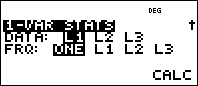 DEG
1-VAR STATS
DATA: L1 L2 L3
FRQ: ONE L1 L2 L3
CALC